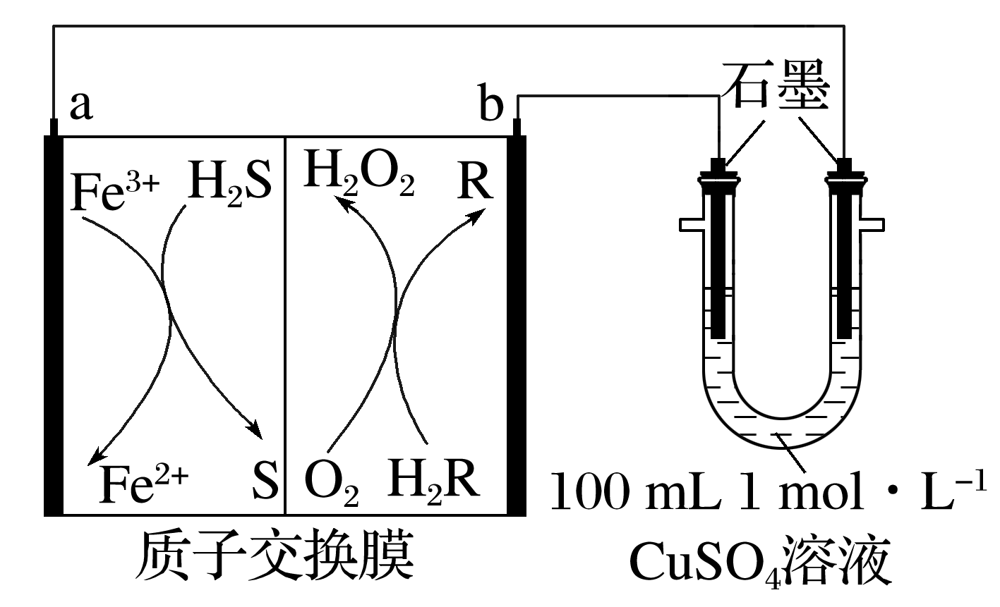 石墨
a
b
Fe³⁺ H₂S
H₂O₂ R
Fe²⁺ S
O₂ H₂R
质子交换膜
100 mL 1 mol·L⁻¹
CuSO₄溶液